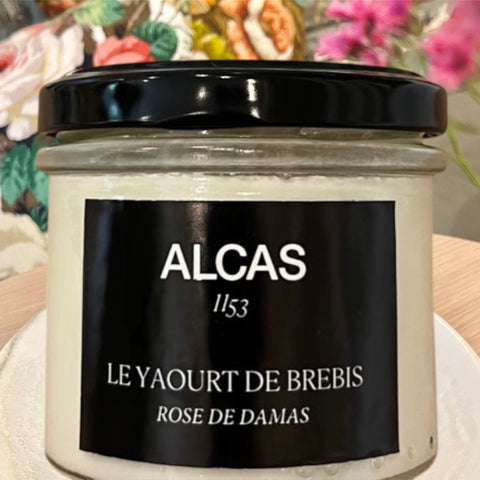 ALCAS
1153
LE YAOURT DE BREBIS
ROSE DE DAMAS